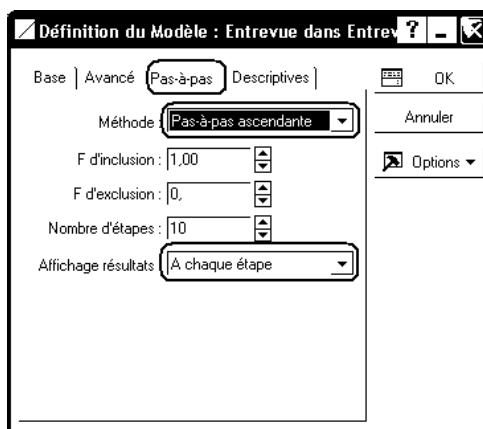 Définition du Modèle : Entrevue dans Entrev
Base Avancé Pas-à-pas Descriptives
OK
Annuler
Options
Méthode : Pas-à-pas ascendante
F d'inclusion : 1,00
F d'exclusion : 0,
Nombre d'étapes : 10
Affichage résultats A chaque étape